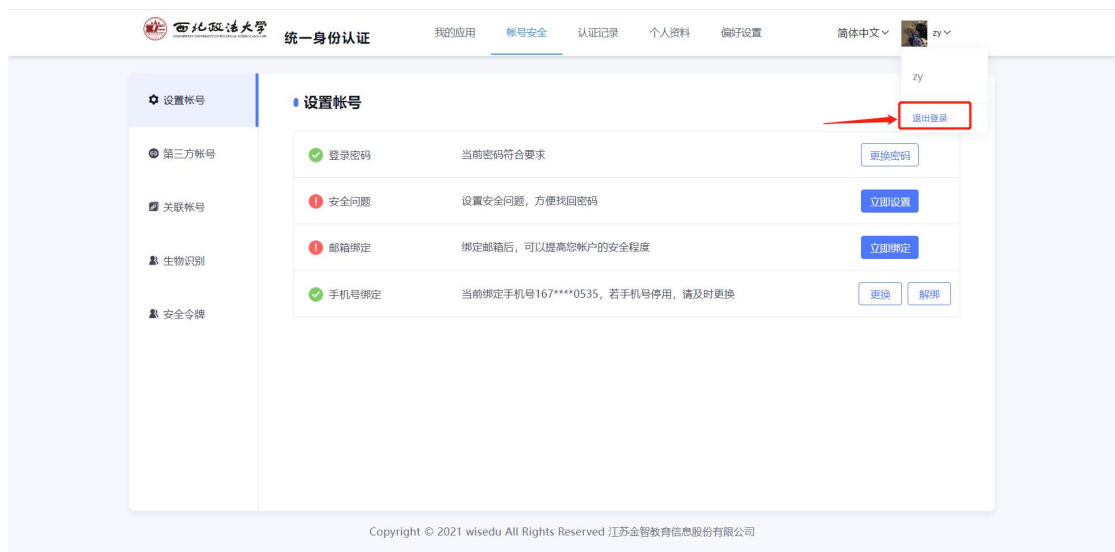 西北政法大学 统一身份认证 我的应用 帐号安全 认证记录 个人资料 偏好设置 简体中文 zy
zy
退出登录
设置帐号
第三方帐号
关联帐号
生物识别
安全令牌
设置帐号
登录密码 当前密码符合要求 更换密码
安全问题 设置安全问题，方便找回密码 立即设置
邮箱绑定 绑定邮箱后，可以提高您帐户的安全程度 立即绑定
手机号绑定 当前绑定手机号167****0535，若手机号停用，请及时更换 更换 解绑
Copyright © 2021 wisedu All Rights Reserved 江苏金智教育信息股份有限公司